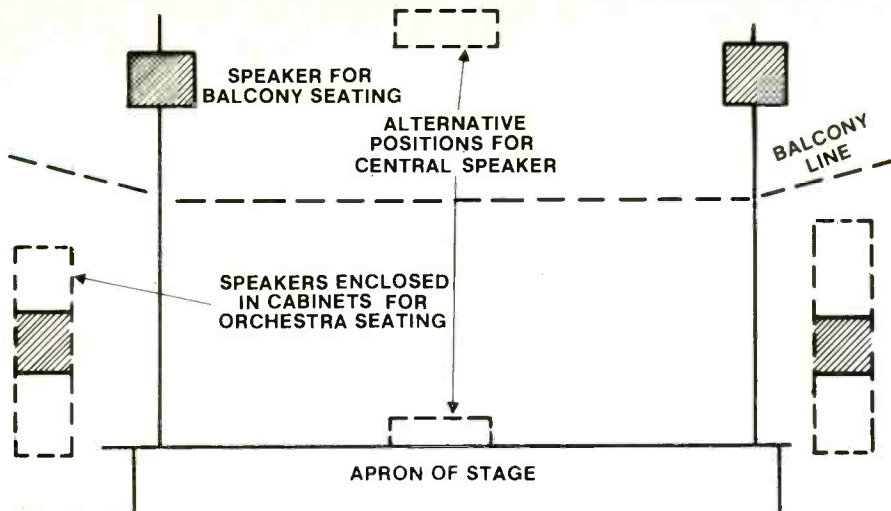 SPEAKER FOR
BALCONY SEATING
ALTERNATIVE
POSITIONS FOR
CENTRAL SPEAKER
BALCONY
LINE
SPEAKERS ENCLOSED
IN CABINETS FOR
ORCHESTRA SEATING
APRON OF STAGE